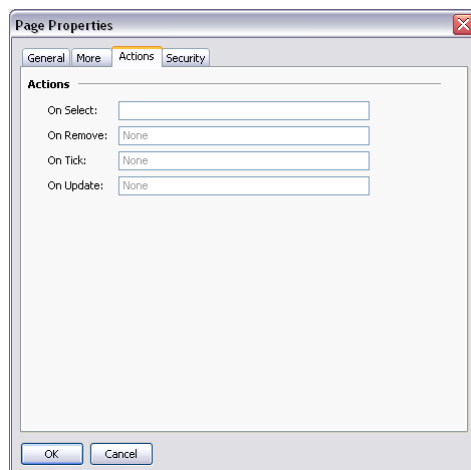 Page Properties
General More Actions Security
Actions
On Select:
On Remove: None
On Tick: None
On Update: None
OK Cancel